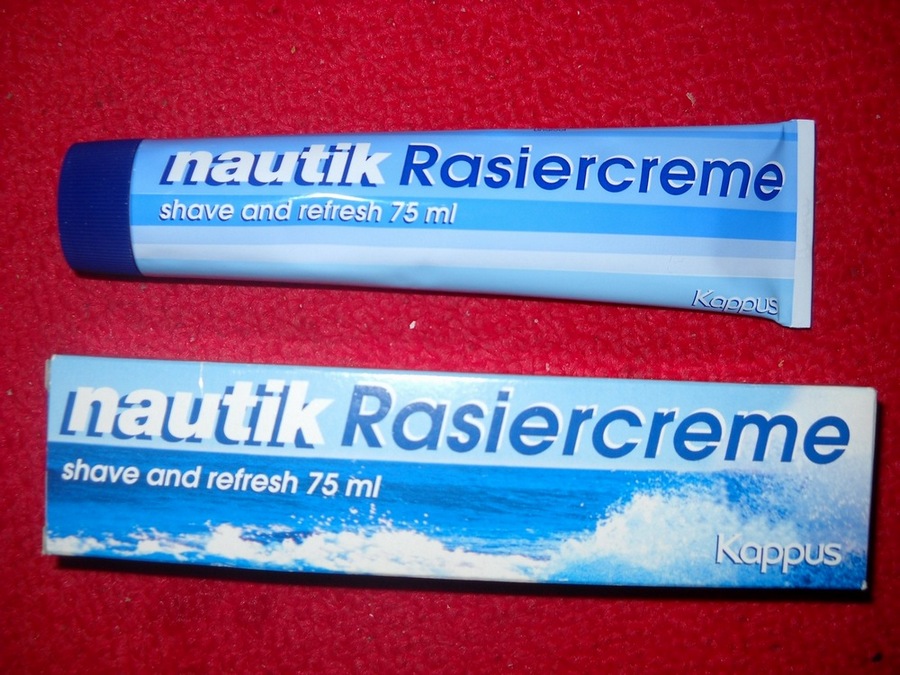 nautik Rasiercreme
shave and refresh 75 ml
Kappus
nautik Rasiercreme
shave and refresh 75 ml
Kappus